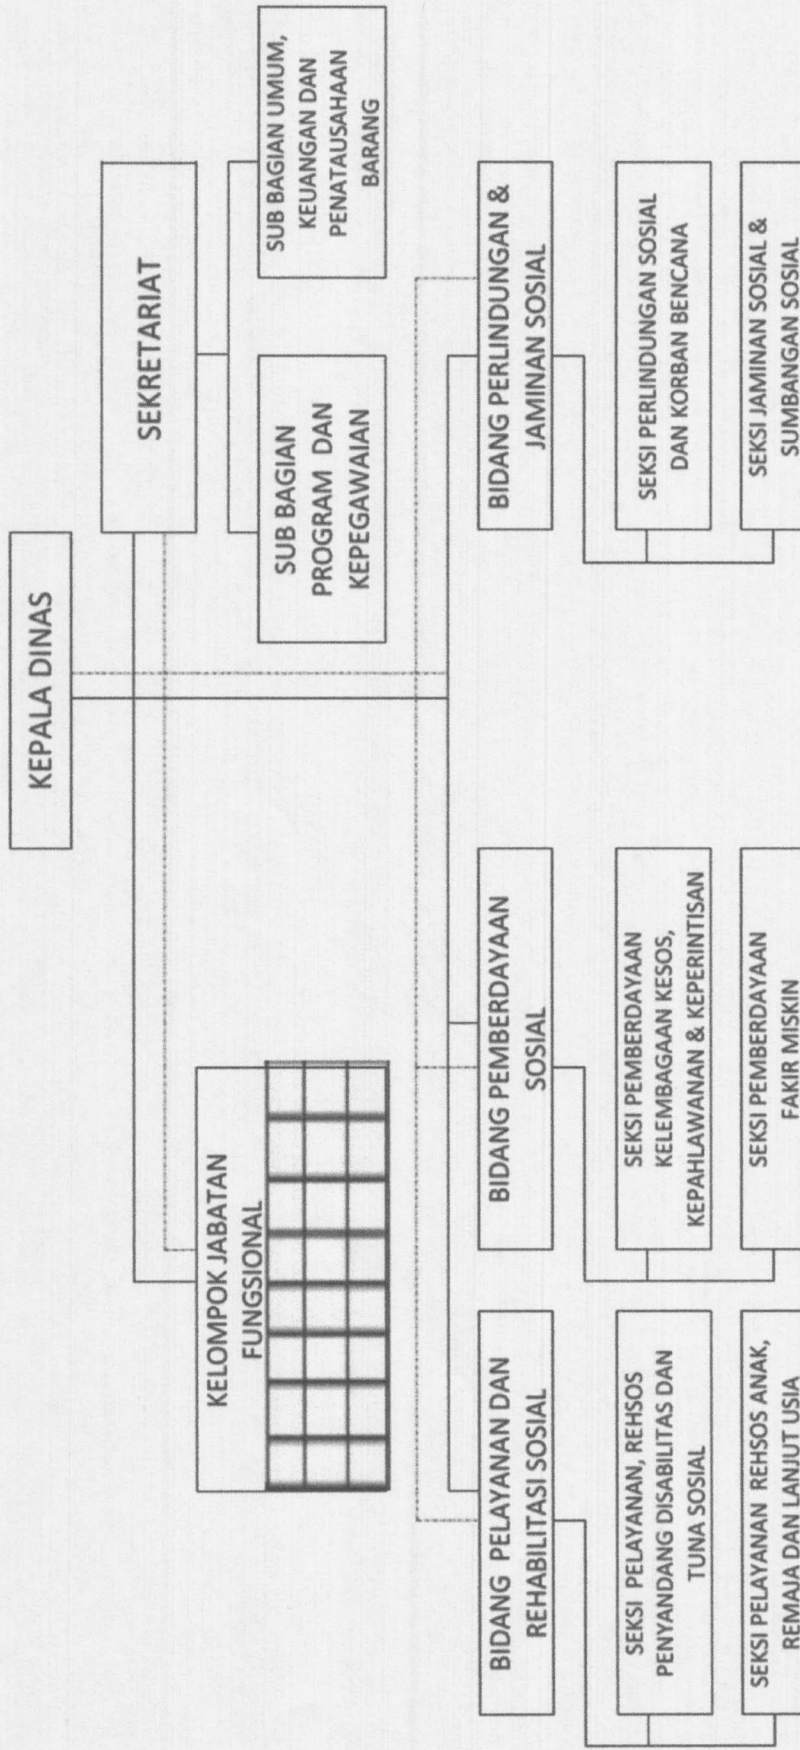 KEPALA DINAS
SEKRETARIAT
KELOMPOK JABATAN
FUNGSIONAL
SUB BAGIAN
PROGRAM DAN
KEPEGAWAIAN
SUB BAGIAN UMUM,
KEUANGAN DAN
PENATAUSAHAAN
BARANG
BIDANG PELAYANAN DAN
REHABILITASI SOSIAL
SEKSI PELAYANAN, REHSOS
PENYANDANG DISABILITAS DAN
TUNA SOSIAL
SEKSI PELAYANAN REHSOS ANAK,
REMAJA DAN LANJUT USIA
BIDANG PEMBERDAYAAN
SOSIAL
SEKSI PEMBERDAYAAN
KELEMBAGAAN KESOS,
KEPAHLAWANAN & KEPERINTISAN
SEKSI PEMBERDAYAAN
FAKIR MISKIN
BIDANG PERLINDUNGAN &
JAMINAN SOSIAL
SEKSI PERLINDUNGAN SOSIAL
DAN KORBAN BENCANA
SEKSI JAMINAN SOSIAL &
SUMBANGAN SOSIAL